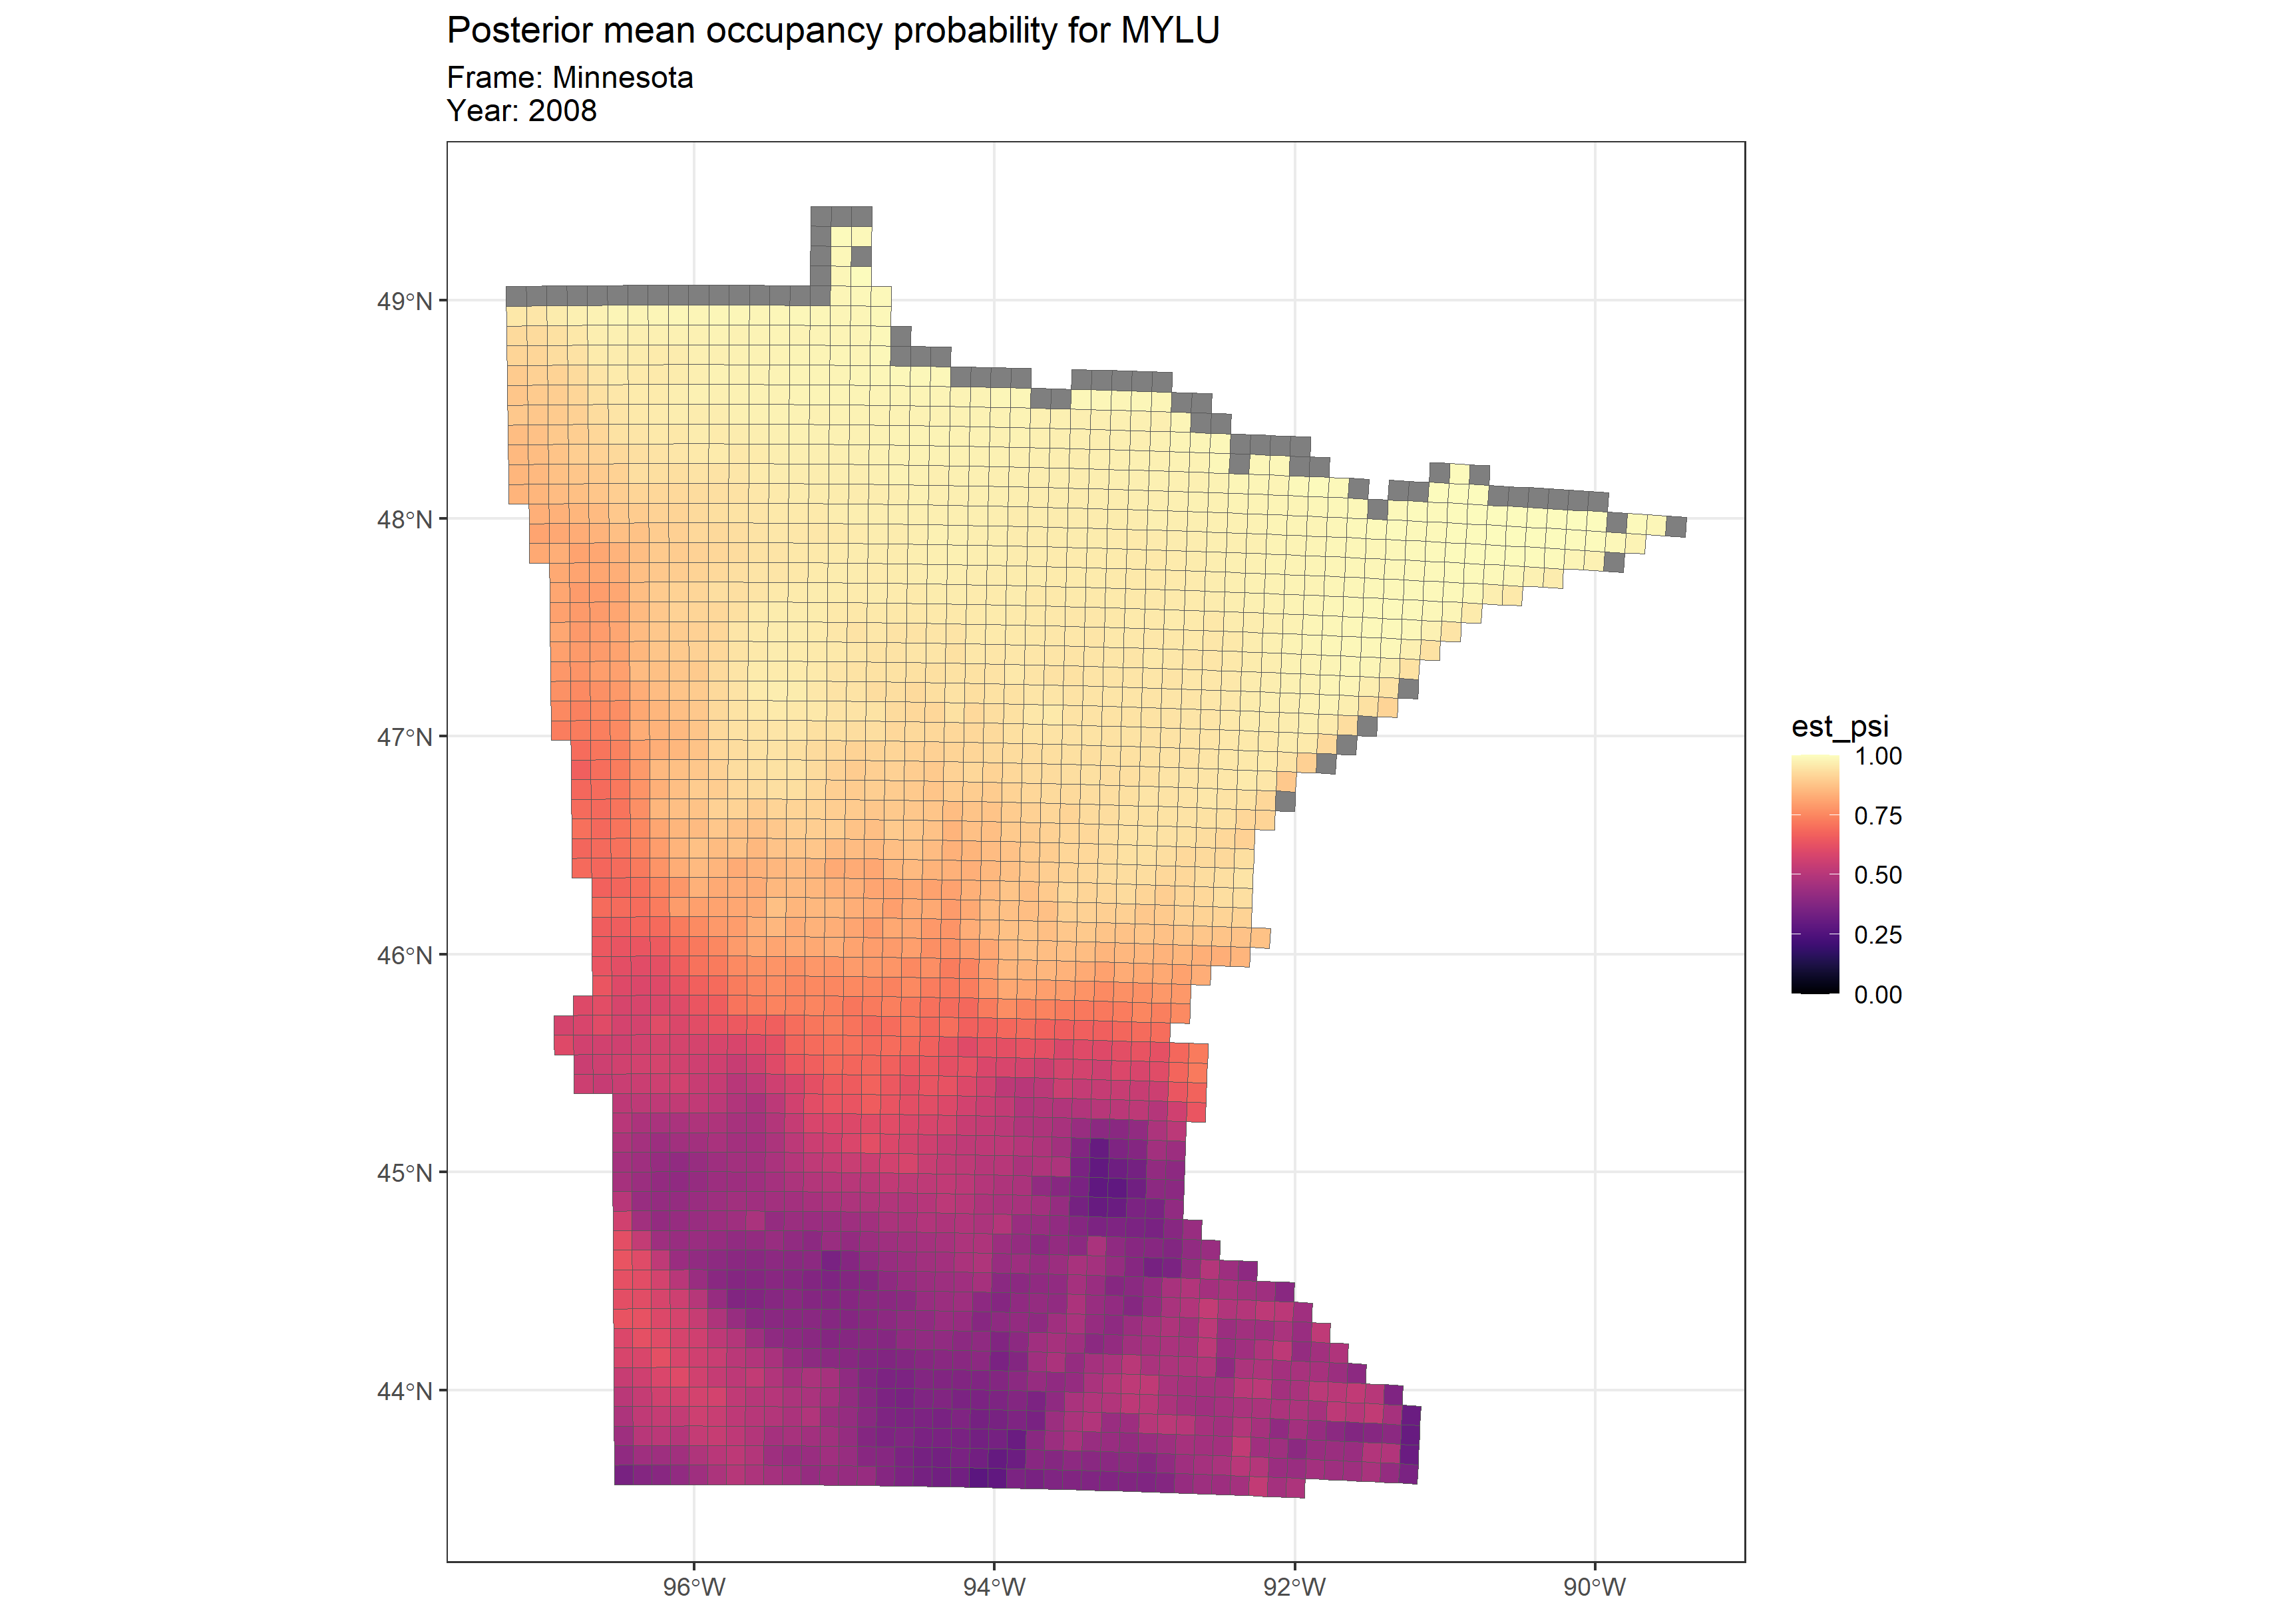 Posterior mean occupancy probability for MYLU
Frame: Minnesota
Year: 2008
49°N
48°N
47°N
46°N
45°N
44°N
96°W
94°W
92°W
90°W
est_psi
1.00
0.75
0.50
0.25
0.00